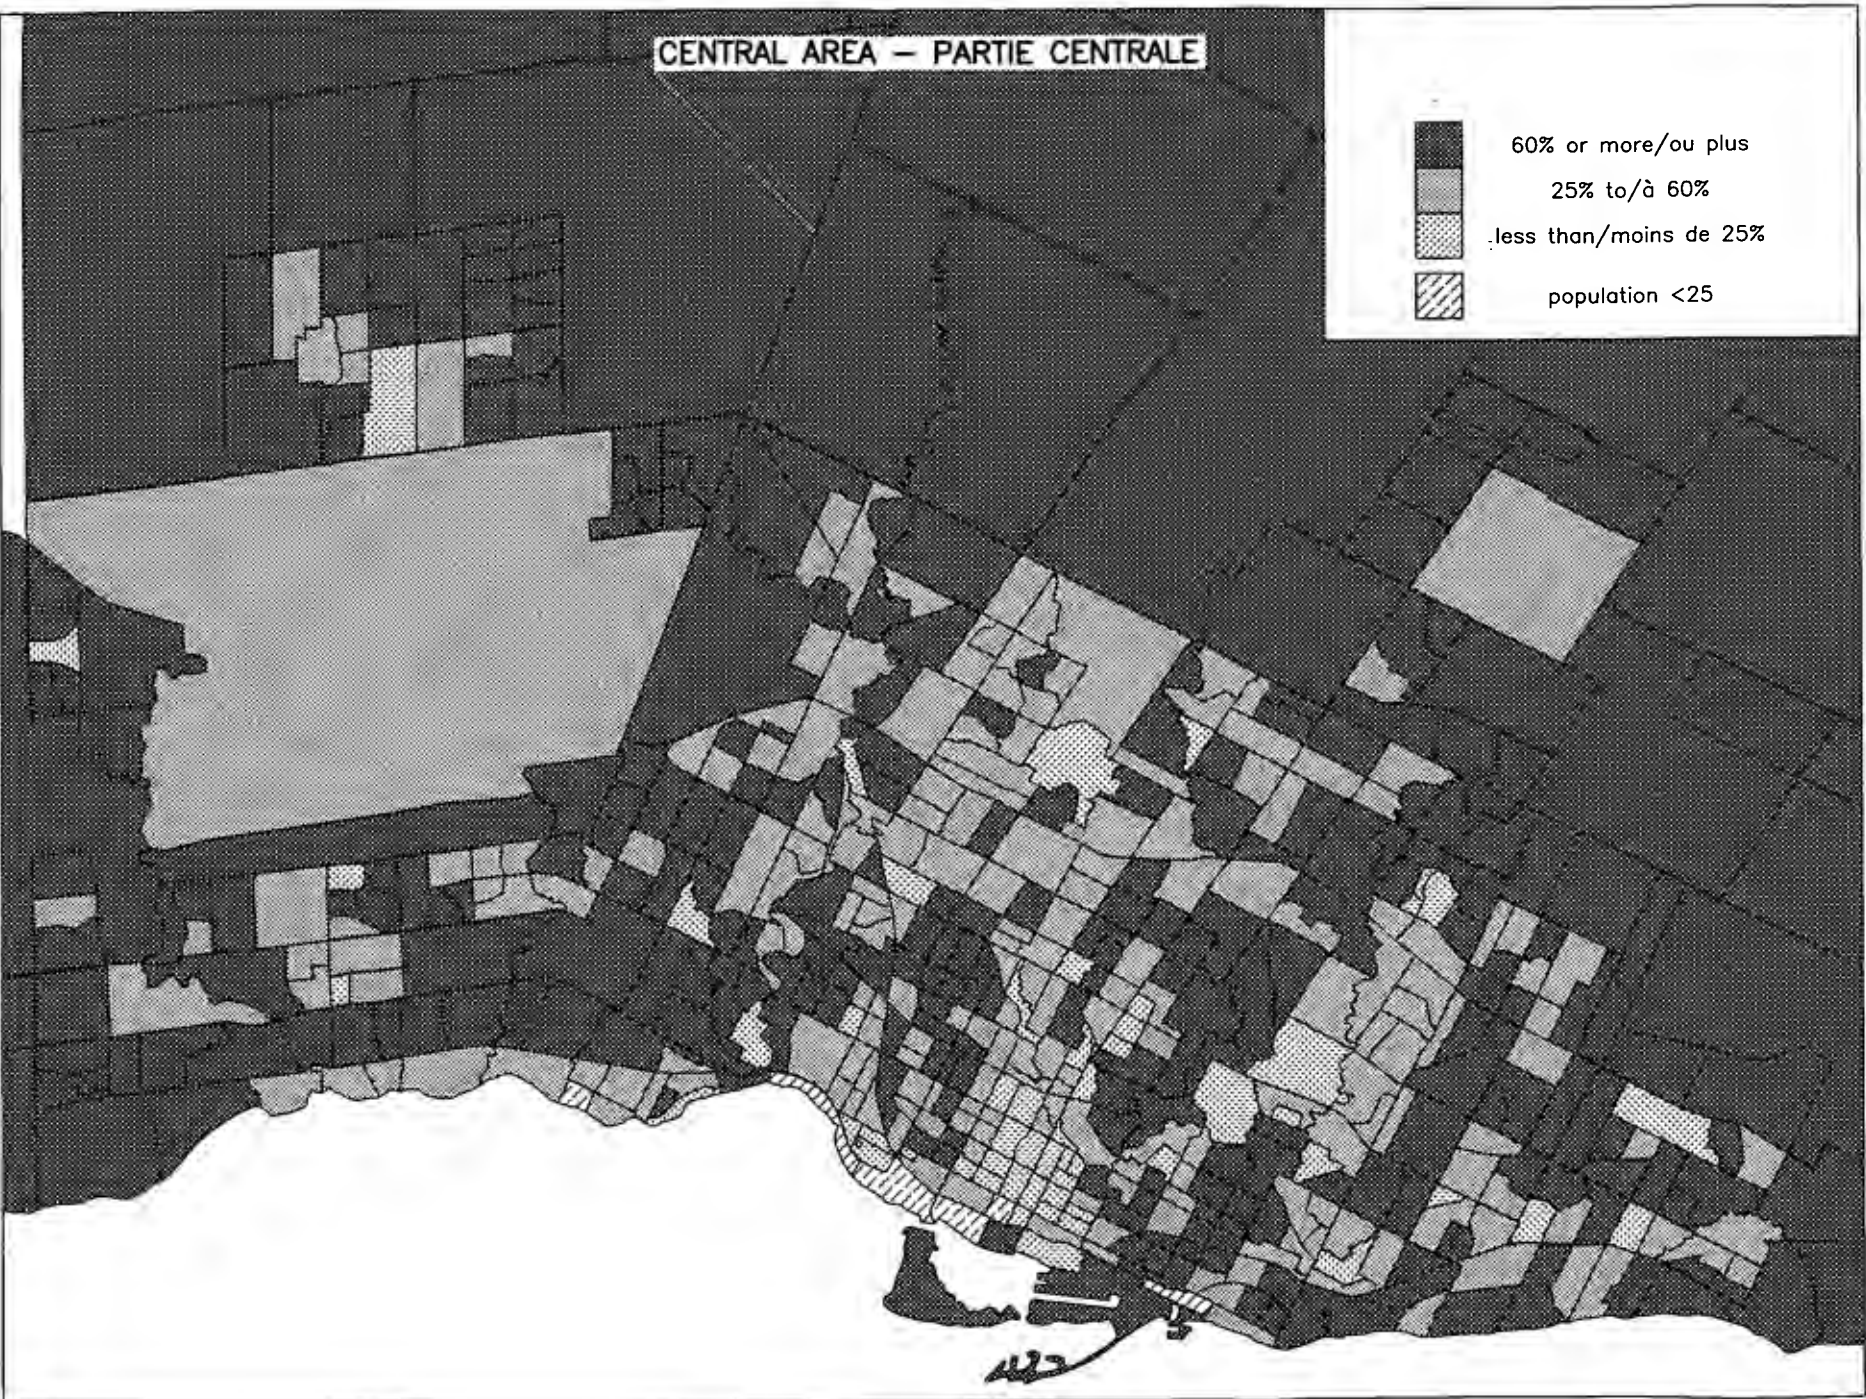 CENTRAL AREA — PARTIE CENTRALE
60% or more/ou plus
25% to/à 60%
less than/moins de 25%
population <25